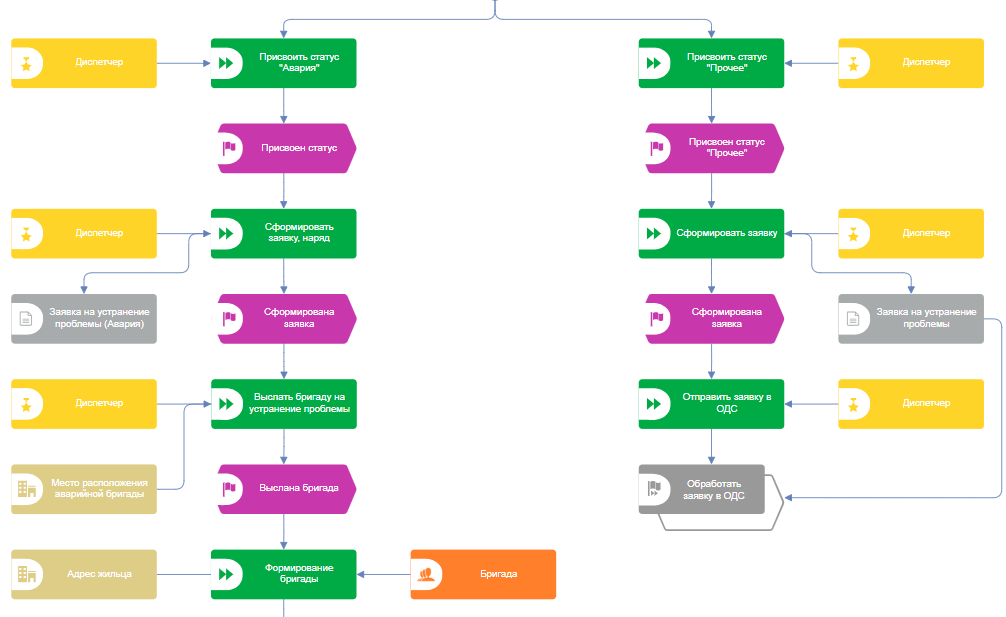 Диспетчер
Присвоить статус
"Авария"
Присвоить статус
"Прочее"
Диспетчер
Присвоен статус
Присвоен статус
"Прочее"
Диспетчер
Сформировать
заявку, наряд
Сформировать заявку
Диспетчер
Заявка на устранение
проблемы (Авария)
Сформирована
заявка
Сформирована
заявка
Заявка на устранение
проблемы
Диспетчер
Выслать бригаду на
устранение проблемы
Отправить заявку в
ОДС
Диспетчер
Место расположения
аварийной бригады
Выслана бригада
Обработать
заявку в ОДС
Адрес жильца
Формирование
бригады
Бригада